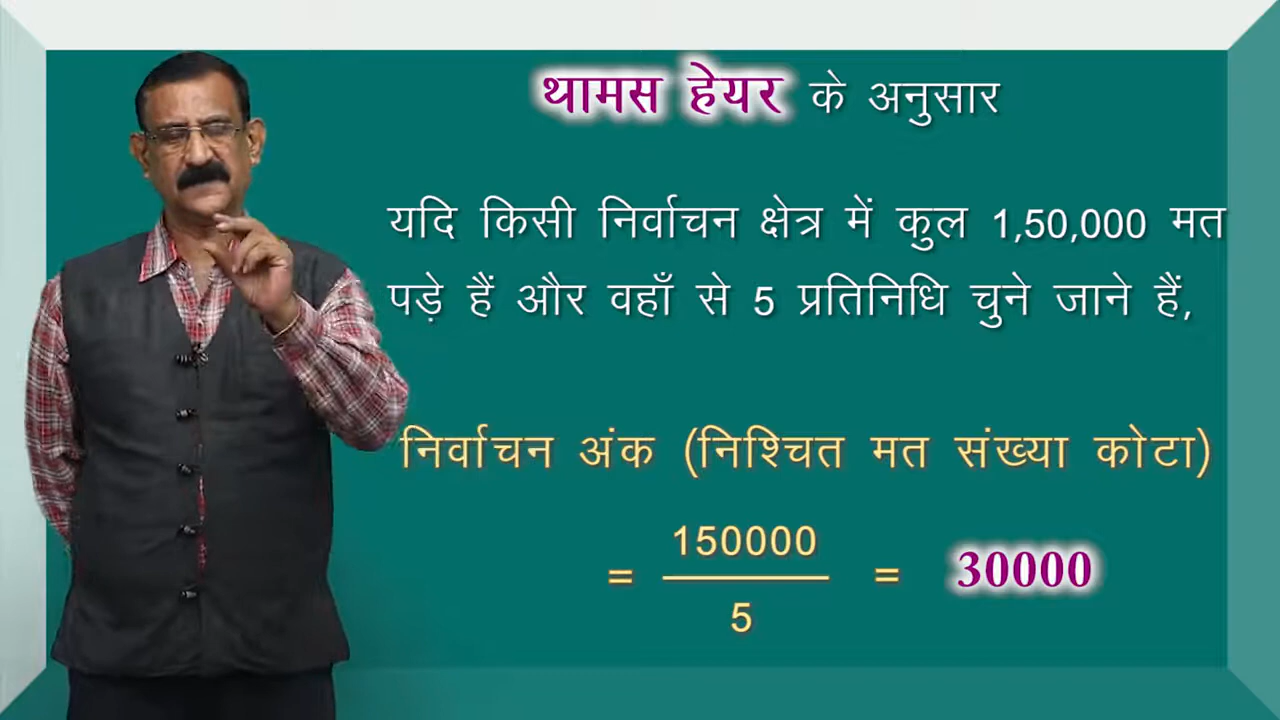 थामस हेयर के अनुसार
यदि किसी निर्वाचन क्षेत्र में कुल 1,50,000 मत
पड़े हैं और वहाँ से 5 प्रतिनिधि चुने जाने हैं,
निर्वाचन अंक (निश्चित मत संख्या कोटा)
= 150000 / 5 = 30000